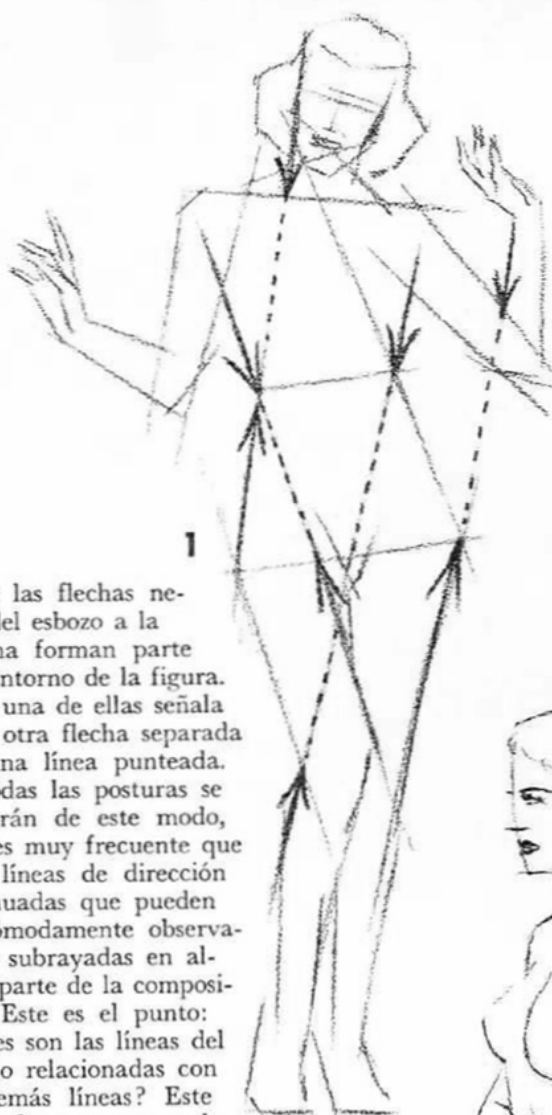 1
las flechas ne-
del esbozo a la
forman parte
ntorno de la figura.
una de ellas señala
otra flecha separada
na línea punteada.
das las posturas se
rán de este modo,
es muy frecuente que
líneas de dirección
nuadas que pueden
ómodamente observa-
subrayadas en al-
parte de la composi-
Este es el punto:
es son las líneas del
o relacionadas con
emás líneas? Este